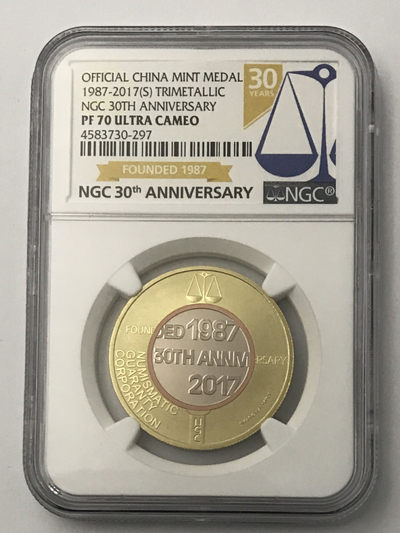 OFFICIAL CHINA MINT MEDAL
1987-2017(S) TRIMETALLIC
NGC 30TH ANNIVERSARY
PF 70 ULTRA CAMEO
4583730-297
30
YEARS
FOUNDED 1987
NGC 30th ANNIVERSARY
NGC®
FOUNDED 1987
30TH ANNIVERSARY
2017
NUMISMATIC
GUARANTY
CORPORATION